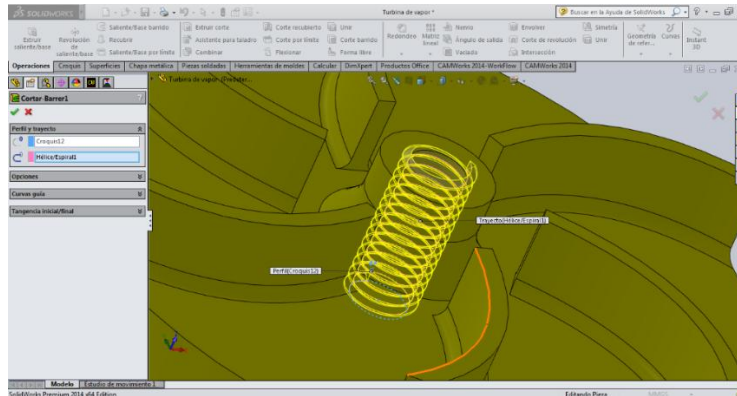 SOLIDWORKS
Turbina de vapor *
Buscar en la Ayuda de SolidWorks
Extruir saliente/base
Revolución de saliente/base
Saliente/Base barrido
Recubrir
Saliente/Base por límite
Extruir corte
Asistente para taladro
Combinar
Corte recubierto
Corte por límite
Flexionar
Unir
Corte barrido
Forma libre
Redondeo
Matriz lineal
Nervio
Ángulo de salida
Vaciado
Envolver
Corte de revolución
Intersección
Simetría
Unir
Geometría de refer...
Curvas
Instant 3D
Operaciones Croquis Superficies Chapa metálica Piezas soldadas Herramientas de moldes Calcular DimXpert Productos Office CAMWorks 2014-WorkFlow CAMWorks 2014
Turbina de vapor (Predeter...
Cortar-Barrer1
Perfil y trayecto
Croquis12
Hélice/Espiral1
Opciones
Curvas guía
Tangencia inicial/final
Trayecto(Hélice/Espiral1)
Perfil(Croquis12)
Modelo Estudio de movimiento 1
SolidWorks Premium 2014 x64 Edition
Editando Pieza
MMGS